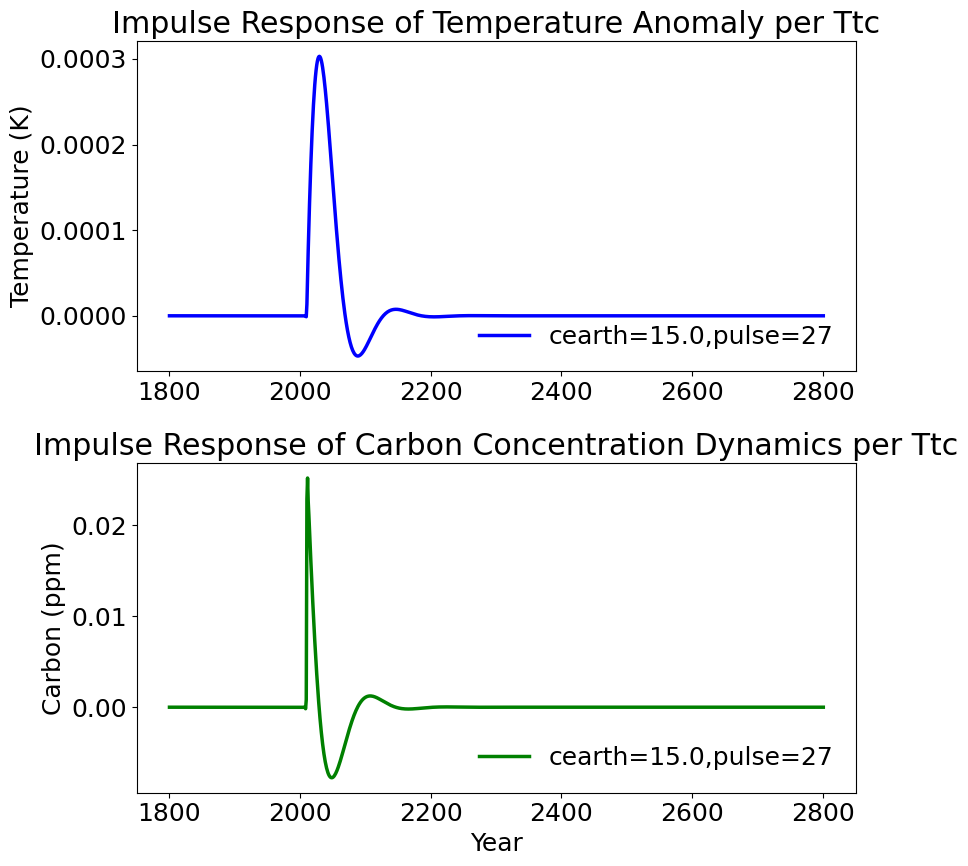 Impulse Response of Temperature Anomaly per Ttc
Temperature (K)
0.0003
0.0002
0.0001
0.0000
cearth=15.0,pulse=27
1800 2000 2200 2400 2600 2800
Impulse Response of Carbon Concentration Dynamics per Ttc
Carbon (ppm)
0.02
0.01
0.00
cearth=15.0,pulse=27
1800 2000 2200 2400 2600 2800
Year